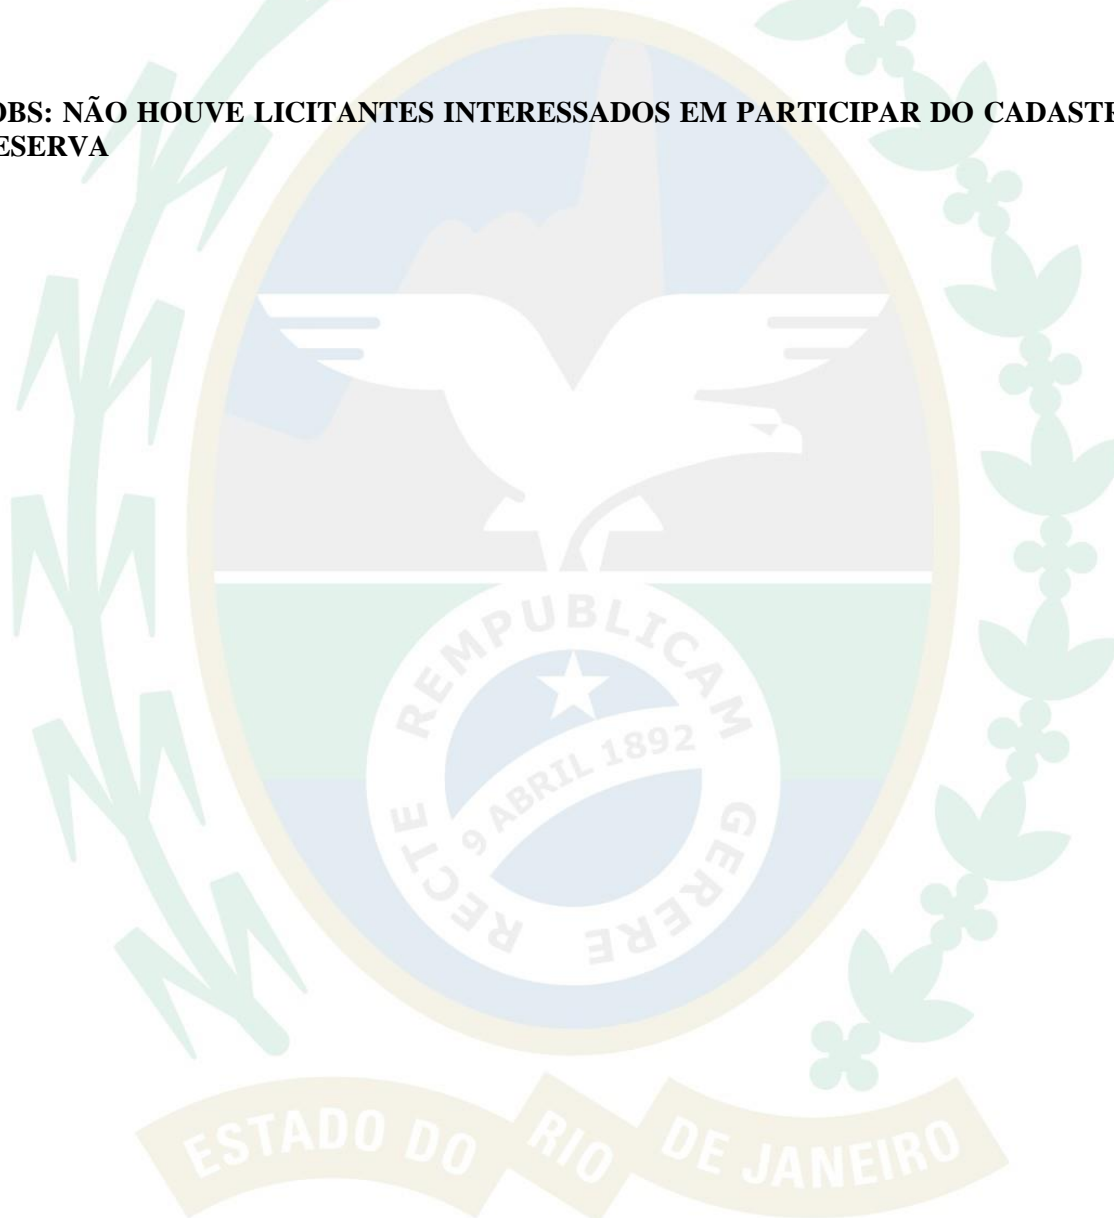 OBS: NÃO HOUVE LICITANTES INTERESSADOS EM PARTICIPAR DO CADASTR
ESERVA
REMPUBLICAM
9 ABRIL 1892
RECTE GERERE
ESTADO DO RIO DE JANEIRO